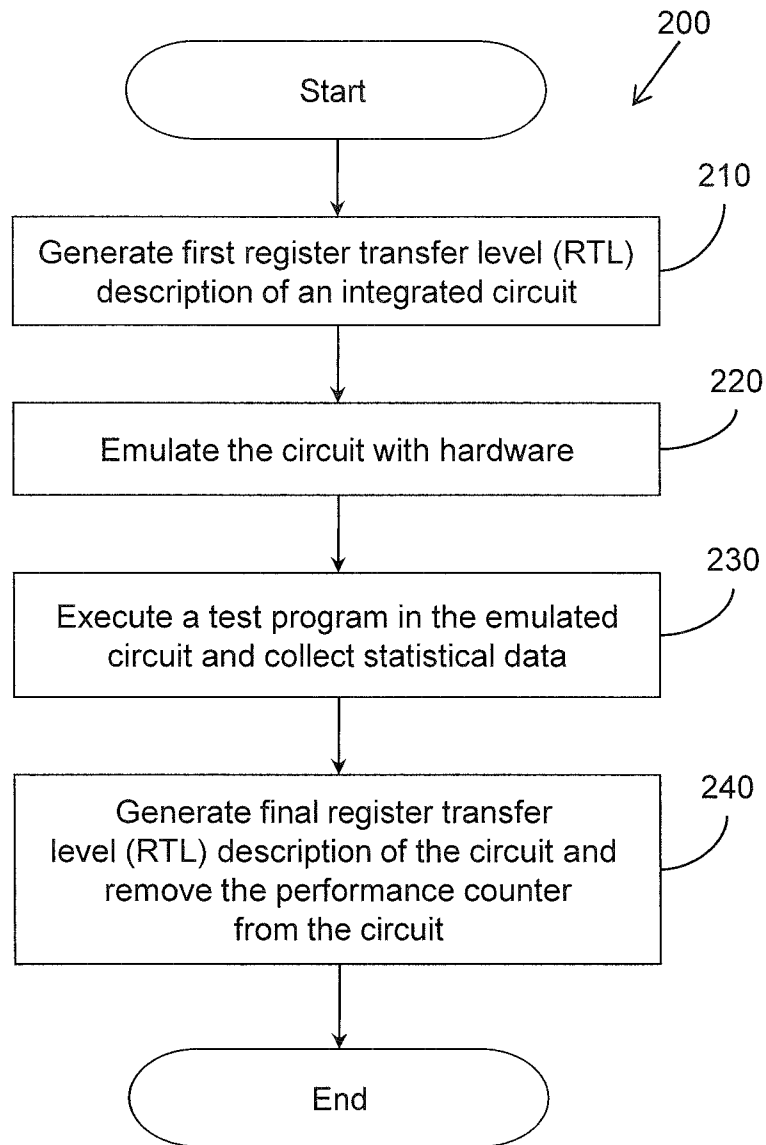 200
Start
210
Generate first register transfer level (RTL)
description of an integrated circuit
220
Emulate the circuit with hardware
230
Execute a test program in the emulated
circuit and collect statistical data
240
Generate final register transfer
level (RTL) description of the circuit and
remove the performance counter
from the circuit
End